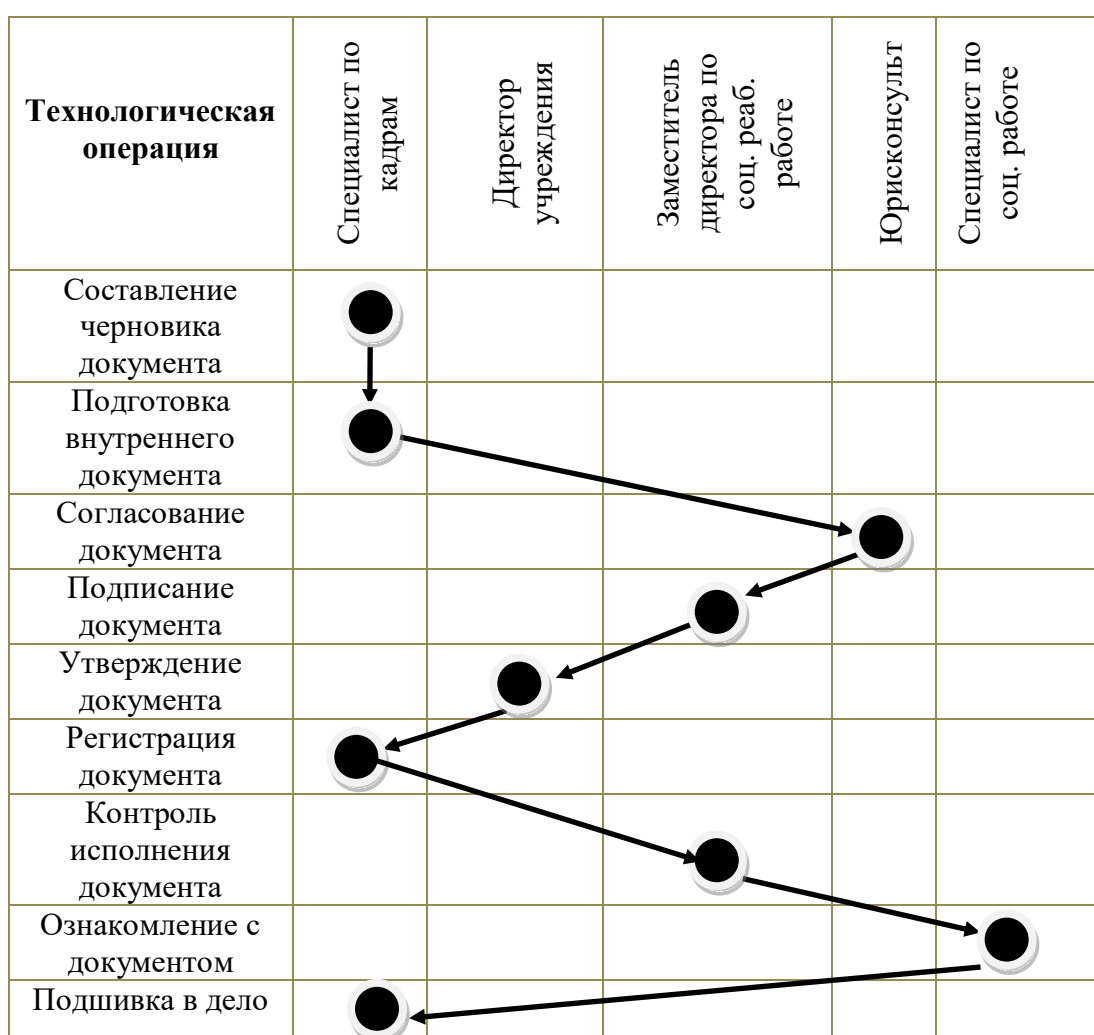 Технологическая
операция
Специалист по
кадрам
Директор
учреждения
Заместитель
директора по
соц. реаб.
работе
Юрисконсульт
Специалист по
соц. работе
Составление
черновика
документа
Подготовка
внутреннего
документа
Согласование
документа
Подписание
документа
Утверждение
документа
Регистрация
документа
Контроль
исполнения
документа
Ознакомление с
документом
Подшивка в дело